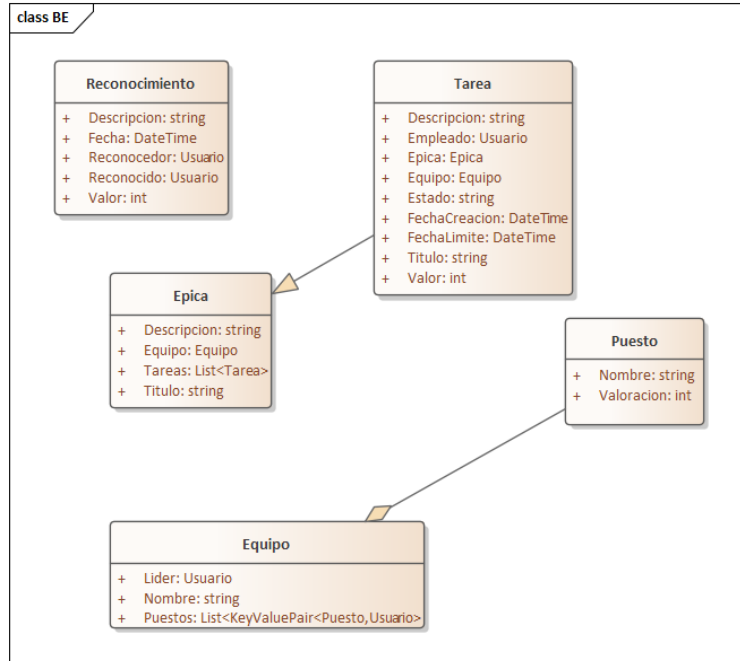 class BE
Reconocimiento
+ Descripcion: string
+ Fecha: DateTime
+ Reconocedor: Usuario
+ Reconocido: Usuario
+ Valor: int
Tarea
+ Descripcion: string
+ Empleado: Usuario
+ Epica: Epica
+ Equipo: Equipo
+ Estado: string
+ FechaCreacion: DateTime
+ FechaLimite: DateTime
+ Titulo: string
+ Valor: int
Epica
+ Descripcion: string
+ Equipo: Equipo
+ Tareas: List<Tarea>
+ Titulo: string
Puesto
+ Nombre: string
+ Valoracion: int
Equipo
+ Lider: Usuario
+ Nombre: string
+ Puestos: List<KeyValuePair<Puesto,Usuario>